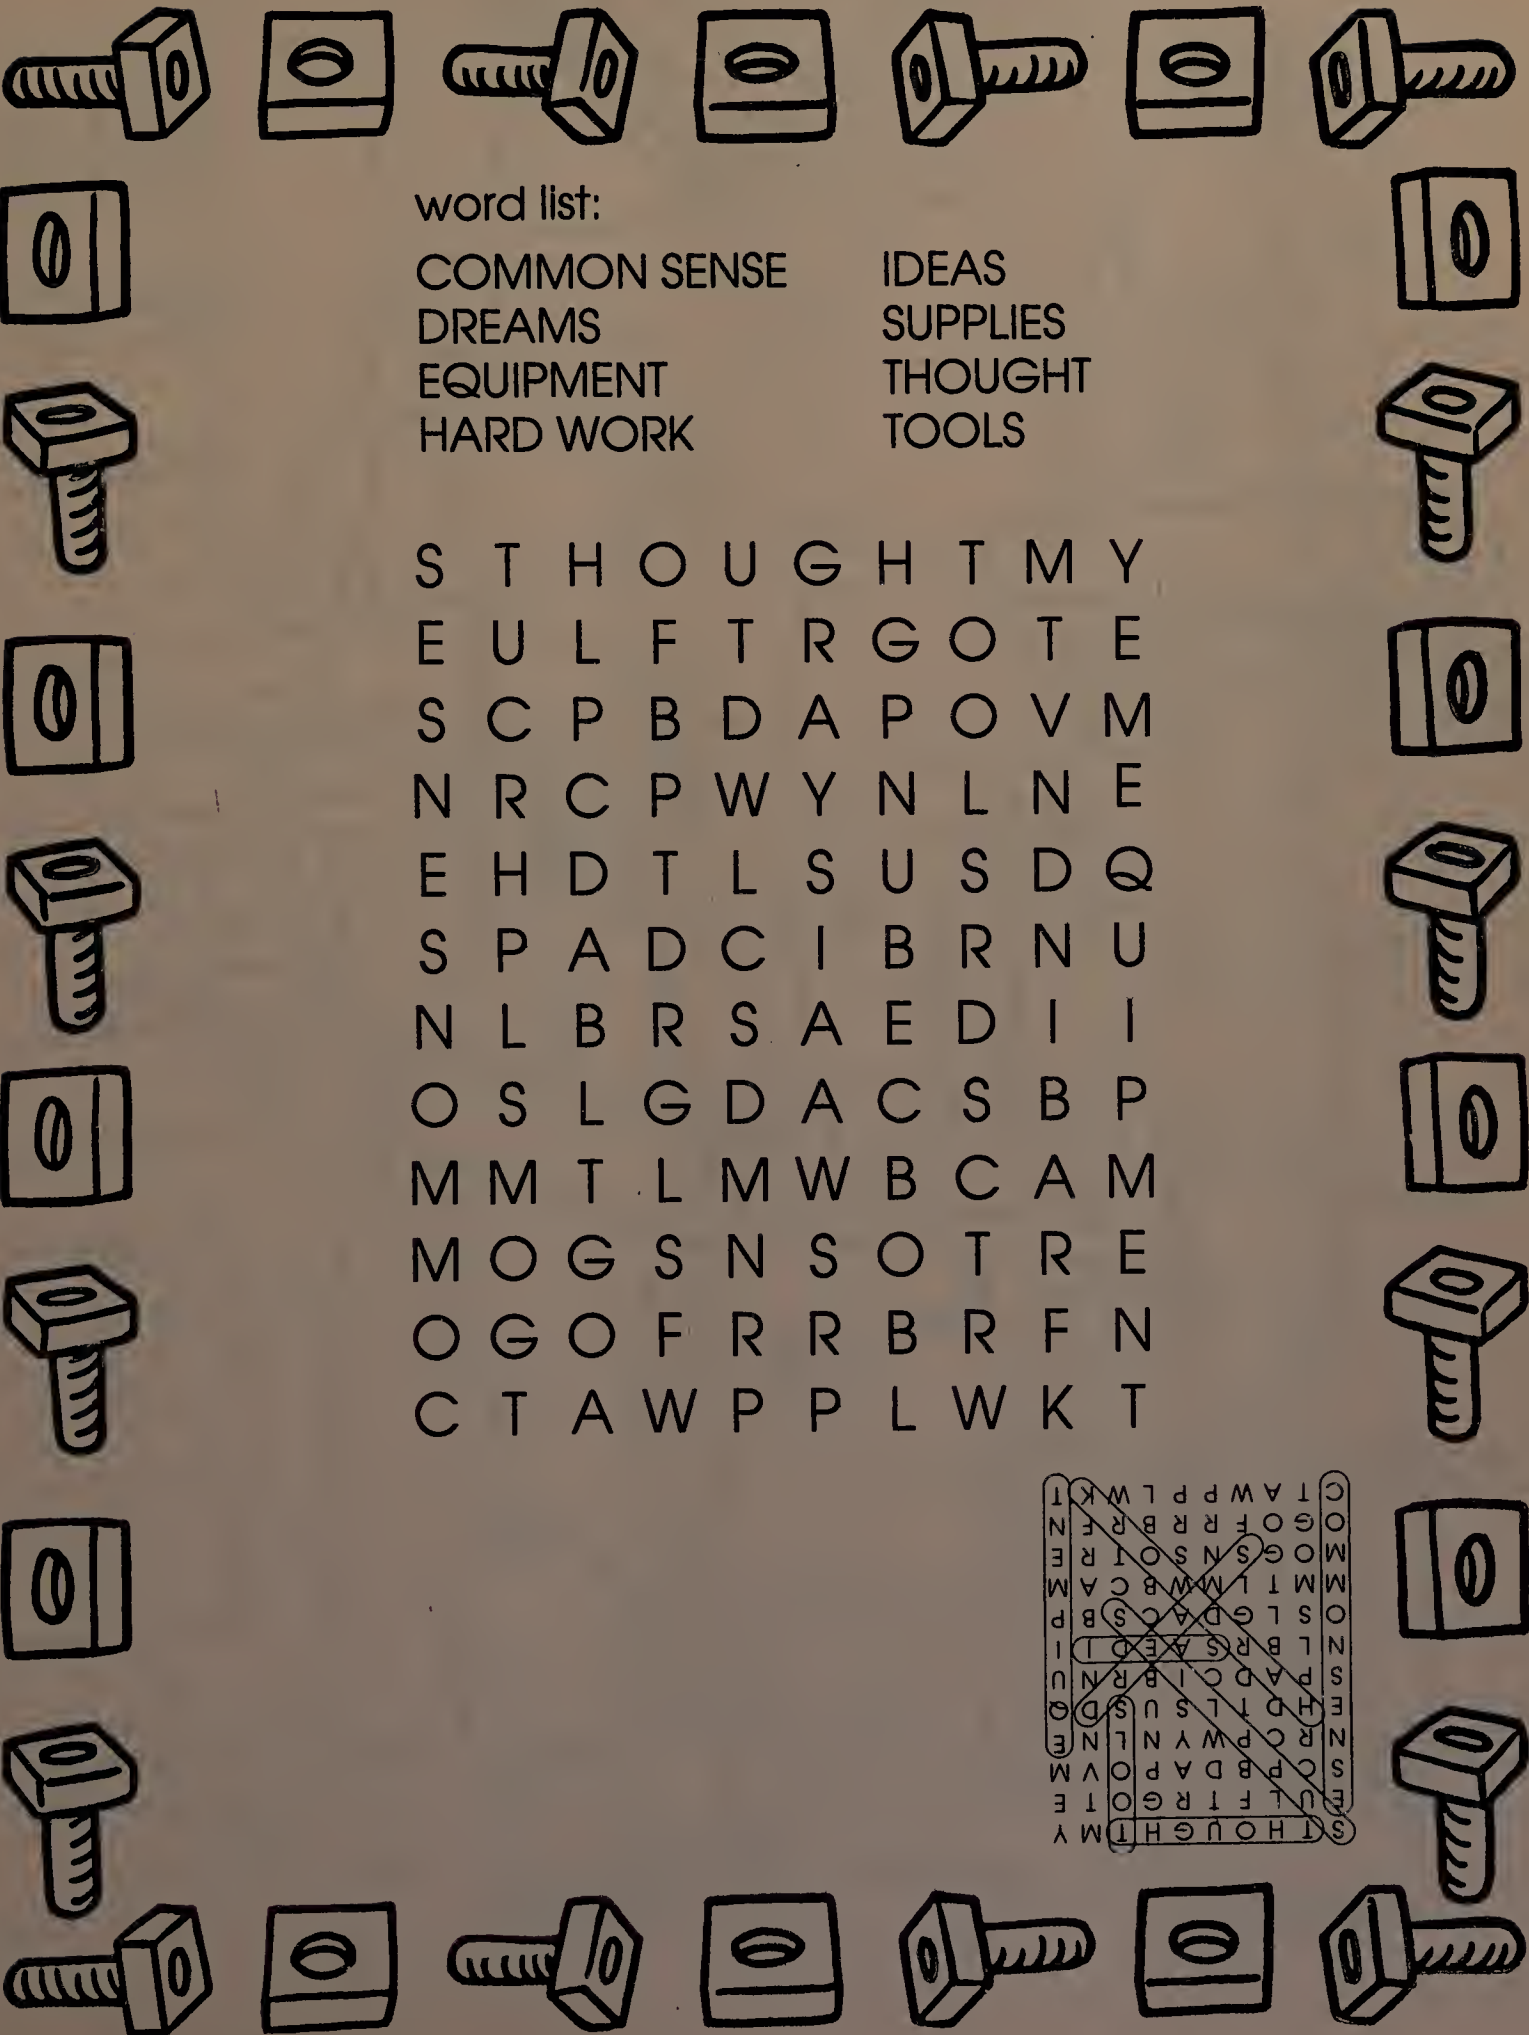 word list:
COMMON SENSE IDEAS
DREAMS SUPPLIES
EQUIPMENT THOUGHT
HARD WORK TOOLS
S T H O U G H T M Y
E U L F T R G O T E
S C P B D A P O V M
N R C P W Y N L N E
E H D T L S U S D Q
S P A D C I B R N U
N L B R S A E D I I
O S L G D A C S B P
M M T L M W B C A M
M O G S N S O T R E
O G O F R R B R F N
C T A W P P L W K T
S T H O U G H T M Y
E U L F T R G O T E
S C P B D A P O V M
N R C P W Y N L N E
E H D T L S U S D Q
S P A D C I B R N U
N L B R S A E D I I
O S L G D A C S B P
M M T L M W B C A M
M O G S N S O T R E
O G O F R R B R F N
C T A W P P L W K T